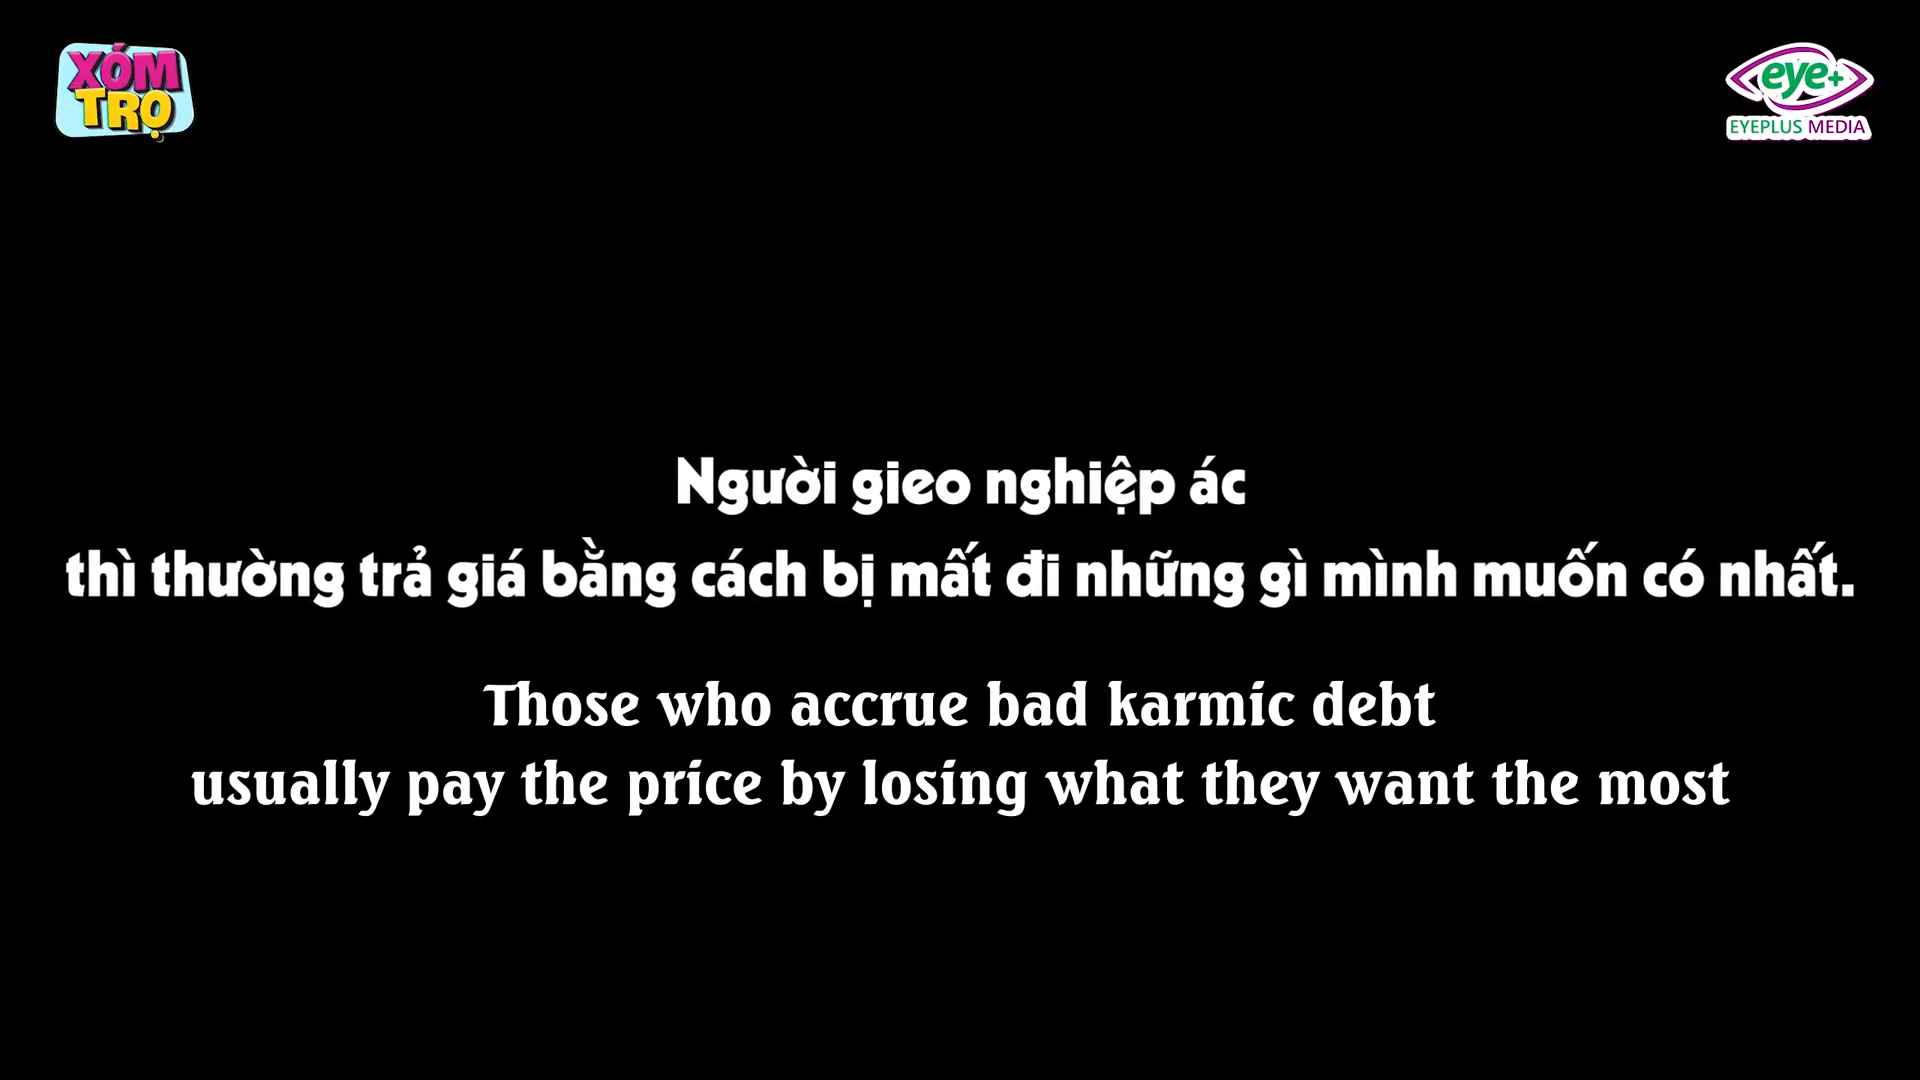 XÓM
TRỌ
eye+
EYEPLUS MEDIA
Người gieo nghiệp ác
thì thường trả giá bằng cách bị mất đi những gì mình muốn có nhất.
Those who accrue bad karmic debt
usually pay the price by losing what they want the most